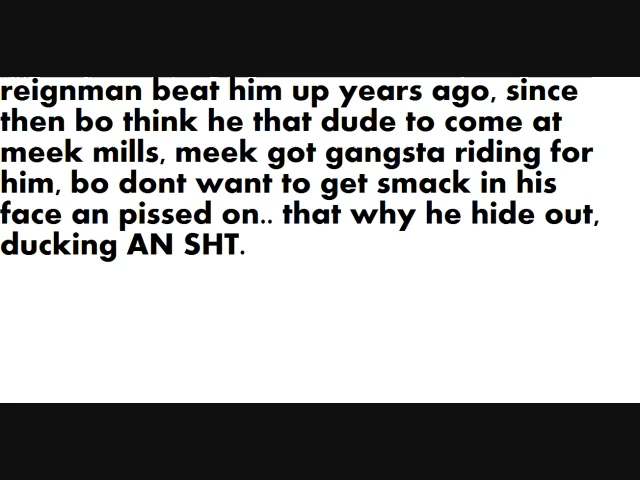 reignman beat him up years ago, since
then bo think he that dude to come at
meek mills, meek got gangsta riding for
him, bo dont want to get smack in his
face an pissed on.. that why he hide out,
ducking AN SHT.